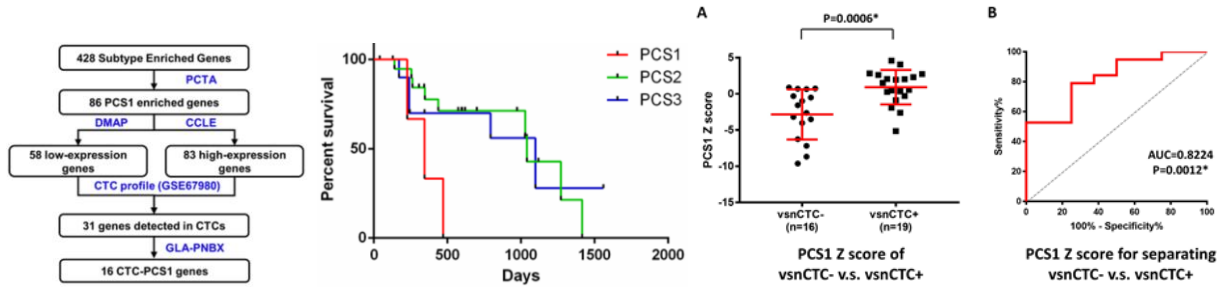 428 Subtype Enriched Genes
PCTA
86 PCS1 enriched genes
DMAP
CCLE
58 low-expression
genes
83 high-expression
genes
CTC profile (GSE67980)
31 genes detected in CTCs
GLA-PNBX
16 CTC-PCS1 genes
Percent survival
100
50
0
0
500
1000
1500
2000
Days
PCS1
PCS2
PCS3
A
P=0.0006*
PCS1 Z score
5
0
-5
-10
-15
vsnCTC-
(n=16)
vsnCTC+
(n=19)
PCS1 Z score of
vsnCTC- v.s. vsnCTC+
B
Sensitivity%
100
80
60
40
20
0
0
20
40
60
80
100
100% - Specificity%
AUC=0.8224
P=0.0012*
PCS1 Z score for separating
vsnCTC- v.s. vsnCTC+